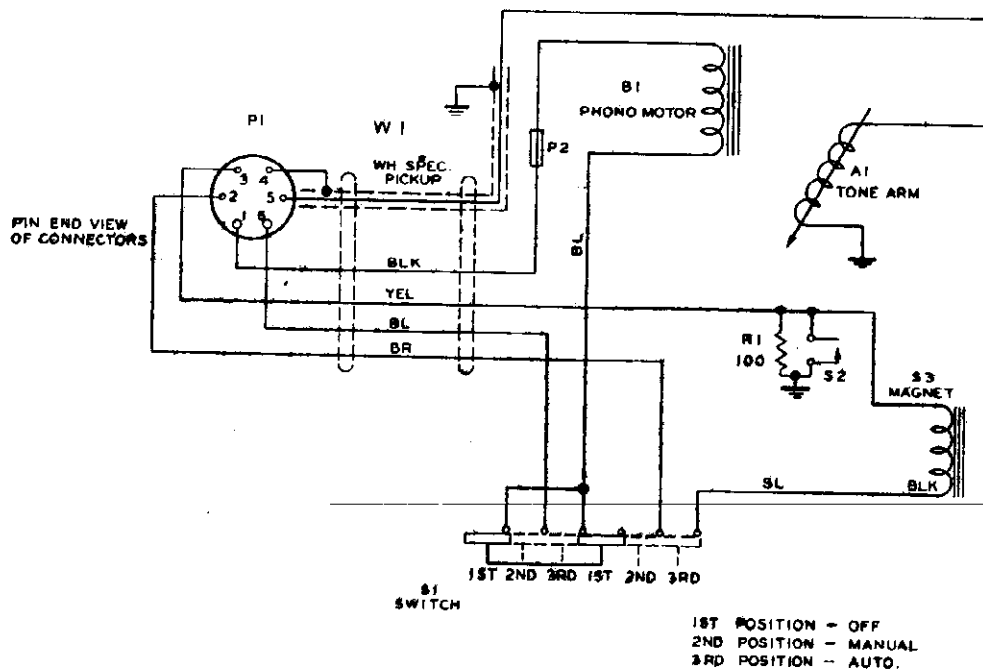 P1
W1
8
WH SPEC.
PICKUP
3
4
2
5
1
6
PIN END VIEW
OF CONNECTORS
B1
PHONO MOTOR
P2
A1
TONE ARM
BL
BLK
YEL
BL
BR
R1
100
S2
S3
MAGNET
BL
BLK
1ST 2ND 3RD 1ST 2ND 3RD
S1
SWITCH
1ST POSITION - OFF
2ND POSITION - MANUAL
3RD POSITION - AUTO.